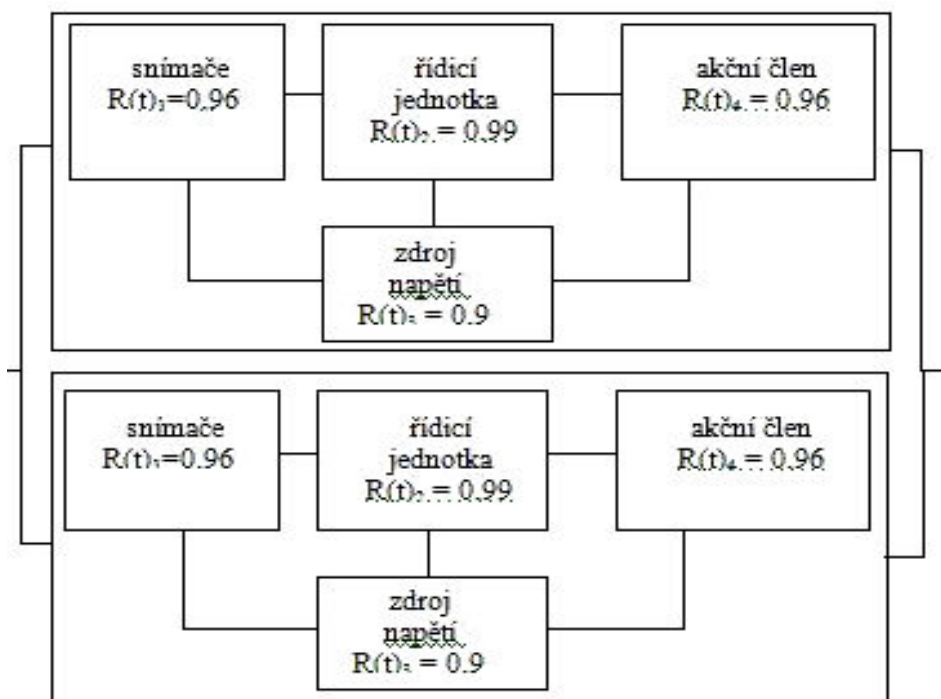 snímače
R(t)₁=0.96
řídicí
jednotka
R(t)₂ = 0.99
akční člen
R(t)₄ = 0.96
zdroj
napětí
R(t)₃ = 0.9
snímače
R(t)₁=0.96
řídicí
jednotka
R(t)₂ = 0.99
akční člen
R(t)₄ = 0.96
zdroj
napětí
R(t)₃ = 0.9